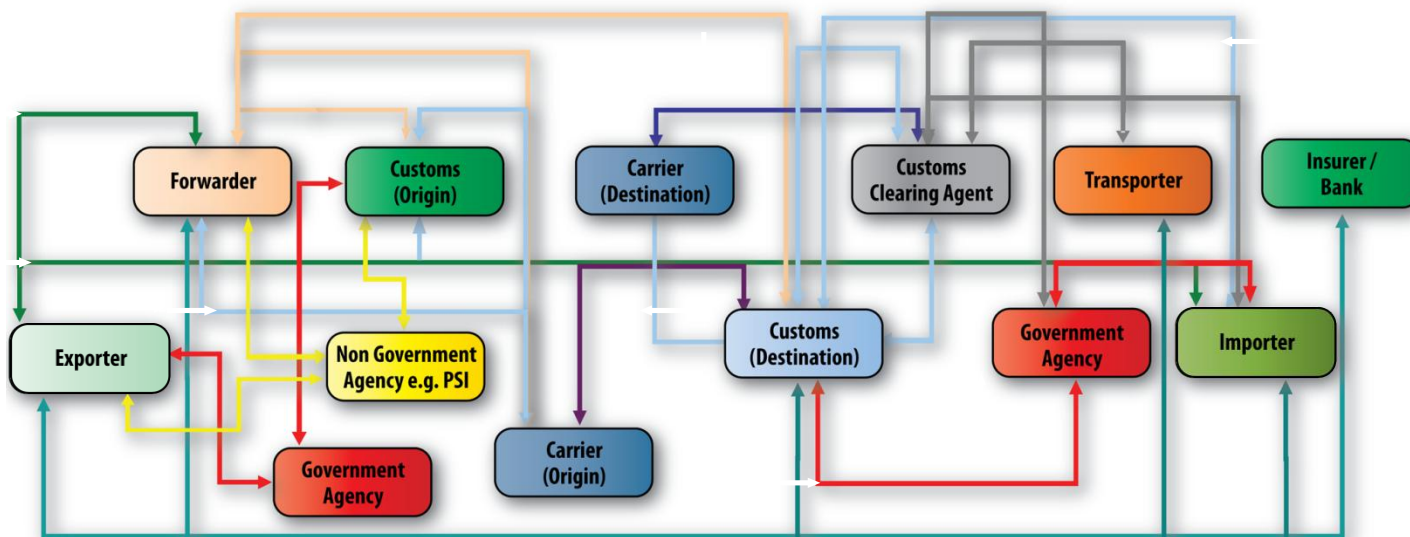 Forwarder
Customs
(Origin)
Carrier
(Destination)
Customs
Clearing Agent
Transporter
Insurer /
Bank
Exporter
Non Government
Agency e.g. PSI
Customs
(Destination)
Government
Agency
Importer
Government
Agency
Carrier
(Origin)